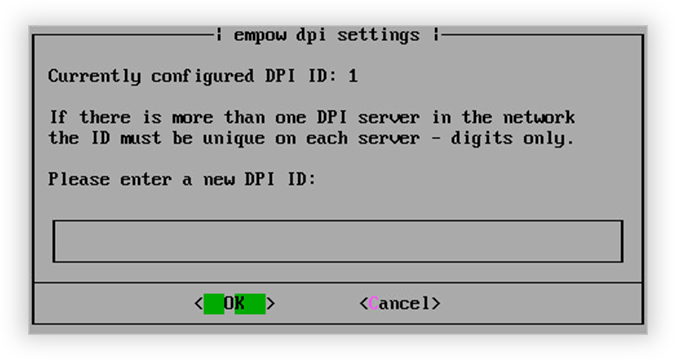 empow dpi settings
Currently configured DPI ID: 1
If there is more than one DPI server in the network
the ID must be unique on each server - digits only.
Please enter a new DPI ID:
< OK > <Cancel>